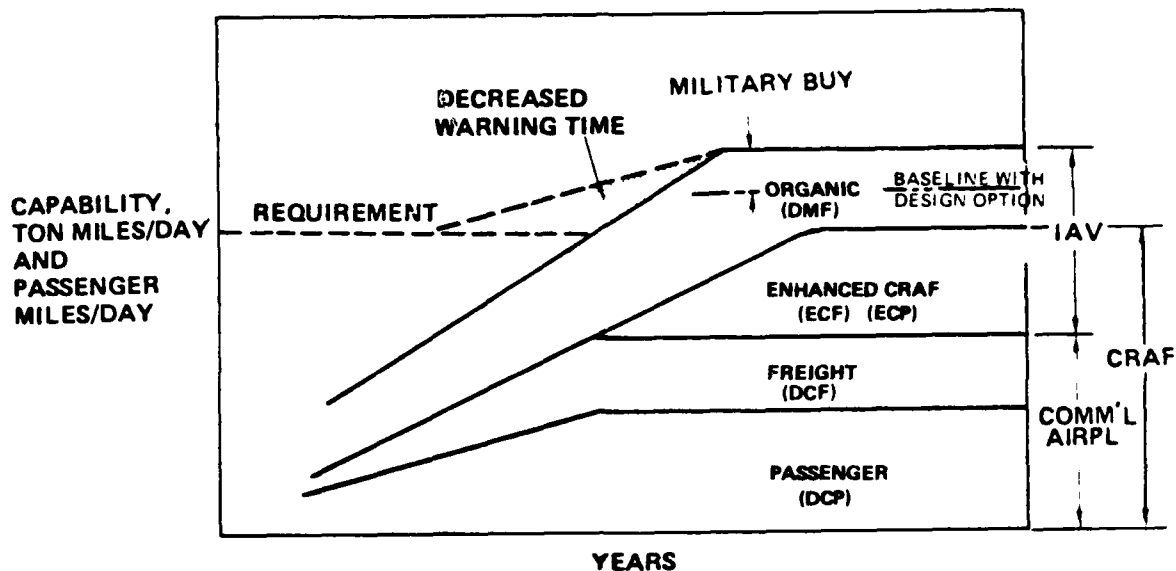 MILITARY BUY
DECREASED
WARNING TIME
CAPABILITY,
TON MILES/DAY
AND
PASSENGER
MILES/DAY
REQUIREMENT
ORGANIC
(DMF)
BASELINE WITH
DESIGN OPTION
IAV
ENHANCED CRAF
(ECF) (ECP)
CRAF
FREIGHT
(DCF)
COMM'L
AIRPL
PASSENGER
(DCP)
YEARS